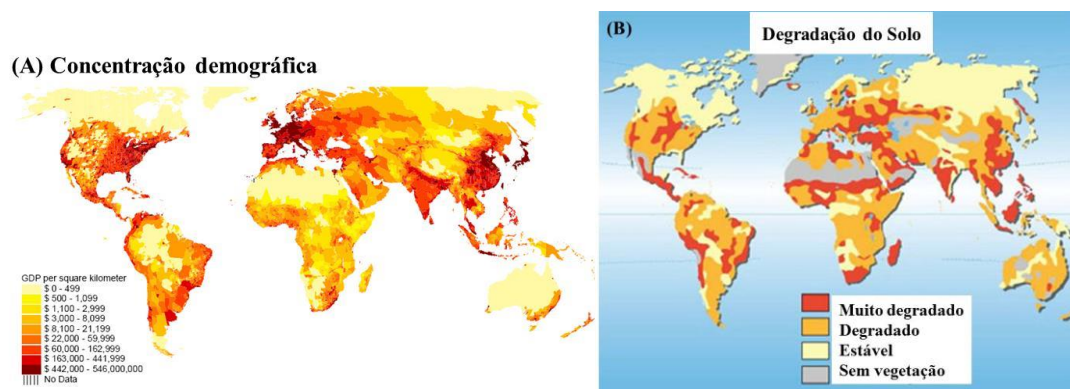 (A) Concentração demográfica
GDP per square kilometer
$ 0 - 499
$ 500 - 1,099
$ 1,100 - 2,999
$ 3,000 - 8,099
$ 8,100 - 21,199
$ 22,000 - 59,999
$ 60,000 - 162,999
$ 163,000 - 441,999
$ 442,000 - 546,000,000
No Data
(B)
Degradação do Solo
Muito degradado
Degradado
Estável
Sem vegetação